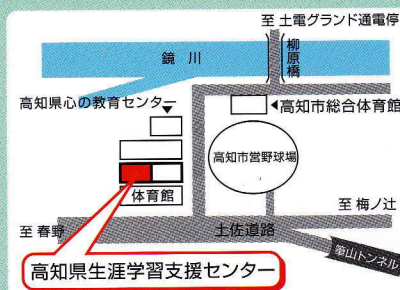 至 土電グランド通電停
鏡 川
柳原橋
高知県心の教育センター
高知市総合体育館
高知市営野球場
体育館
至 梅ノ辻
至 春野
土佐道路
筆山トンネル
高知県生涯学習支援センター